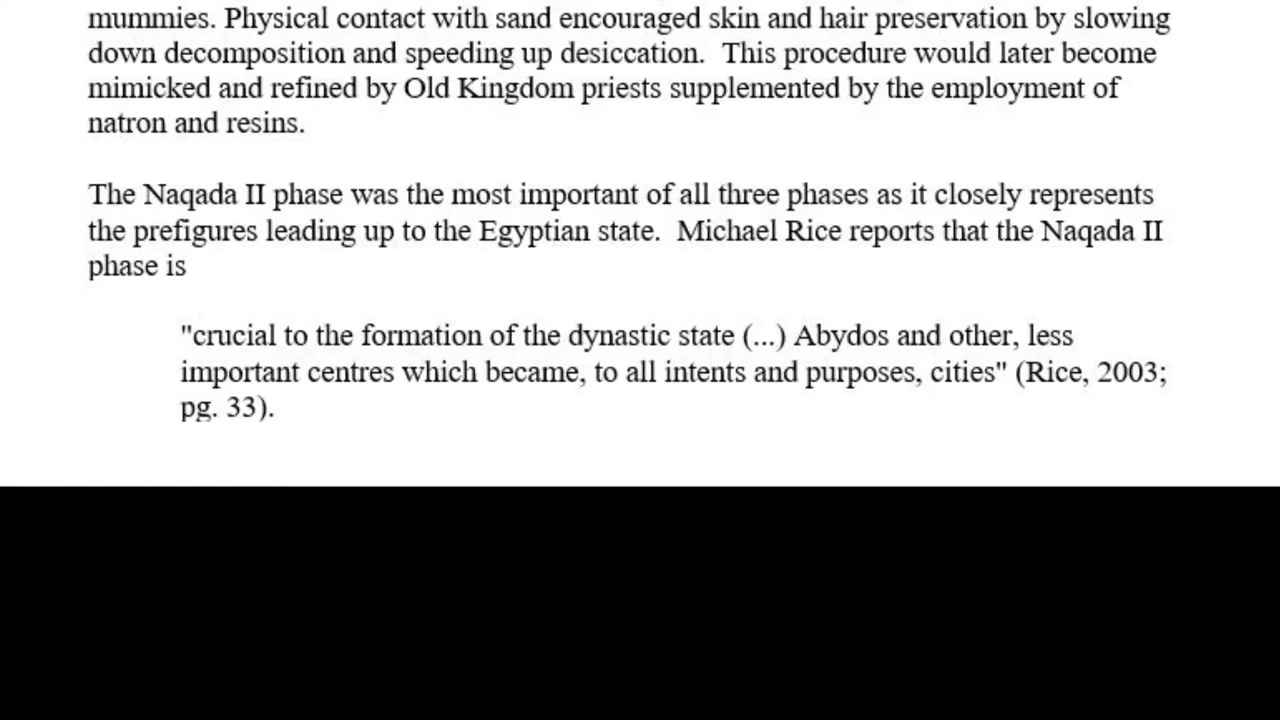 mummies. Physical contact with sand encouraged skin and hair preservation by slowing
down decomposition and speeding up desiccation.  This procedure would later become
mimicked and refined by Old Kingdom priests supplemented by the employment of
natron and resins.
The Naqada II phase was the most important of all three phases as it closely represents
the prefigures leading up to the Egyptian state.  Michael Rice reports that the Naqada II
phase is
"crucial to the formation of the dynastic state (...) Abydos and other, less
important centres which became, to all intents and purposes, cities" (Rice, 2003;
pg. 33).